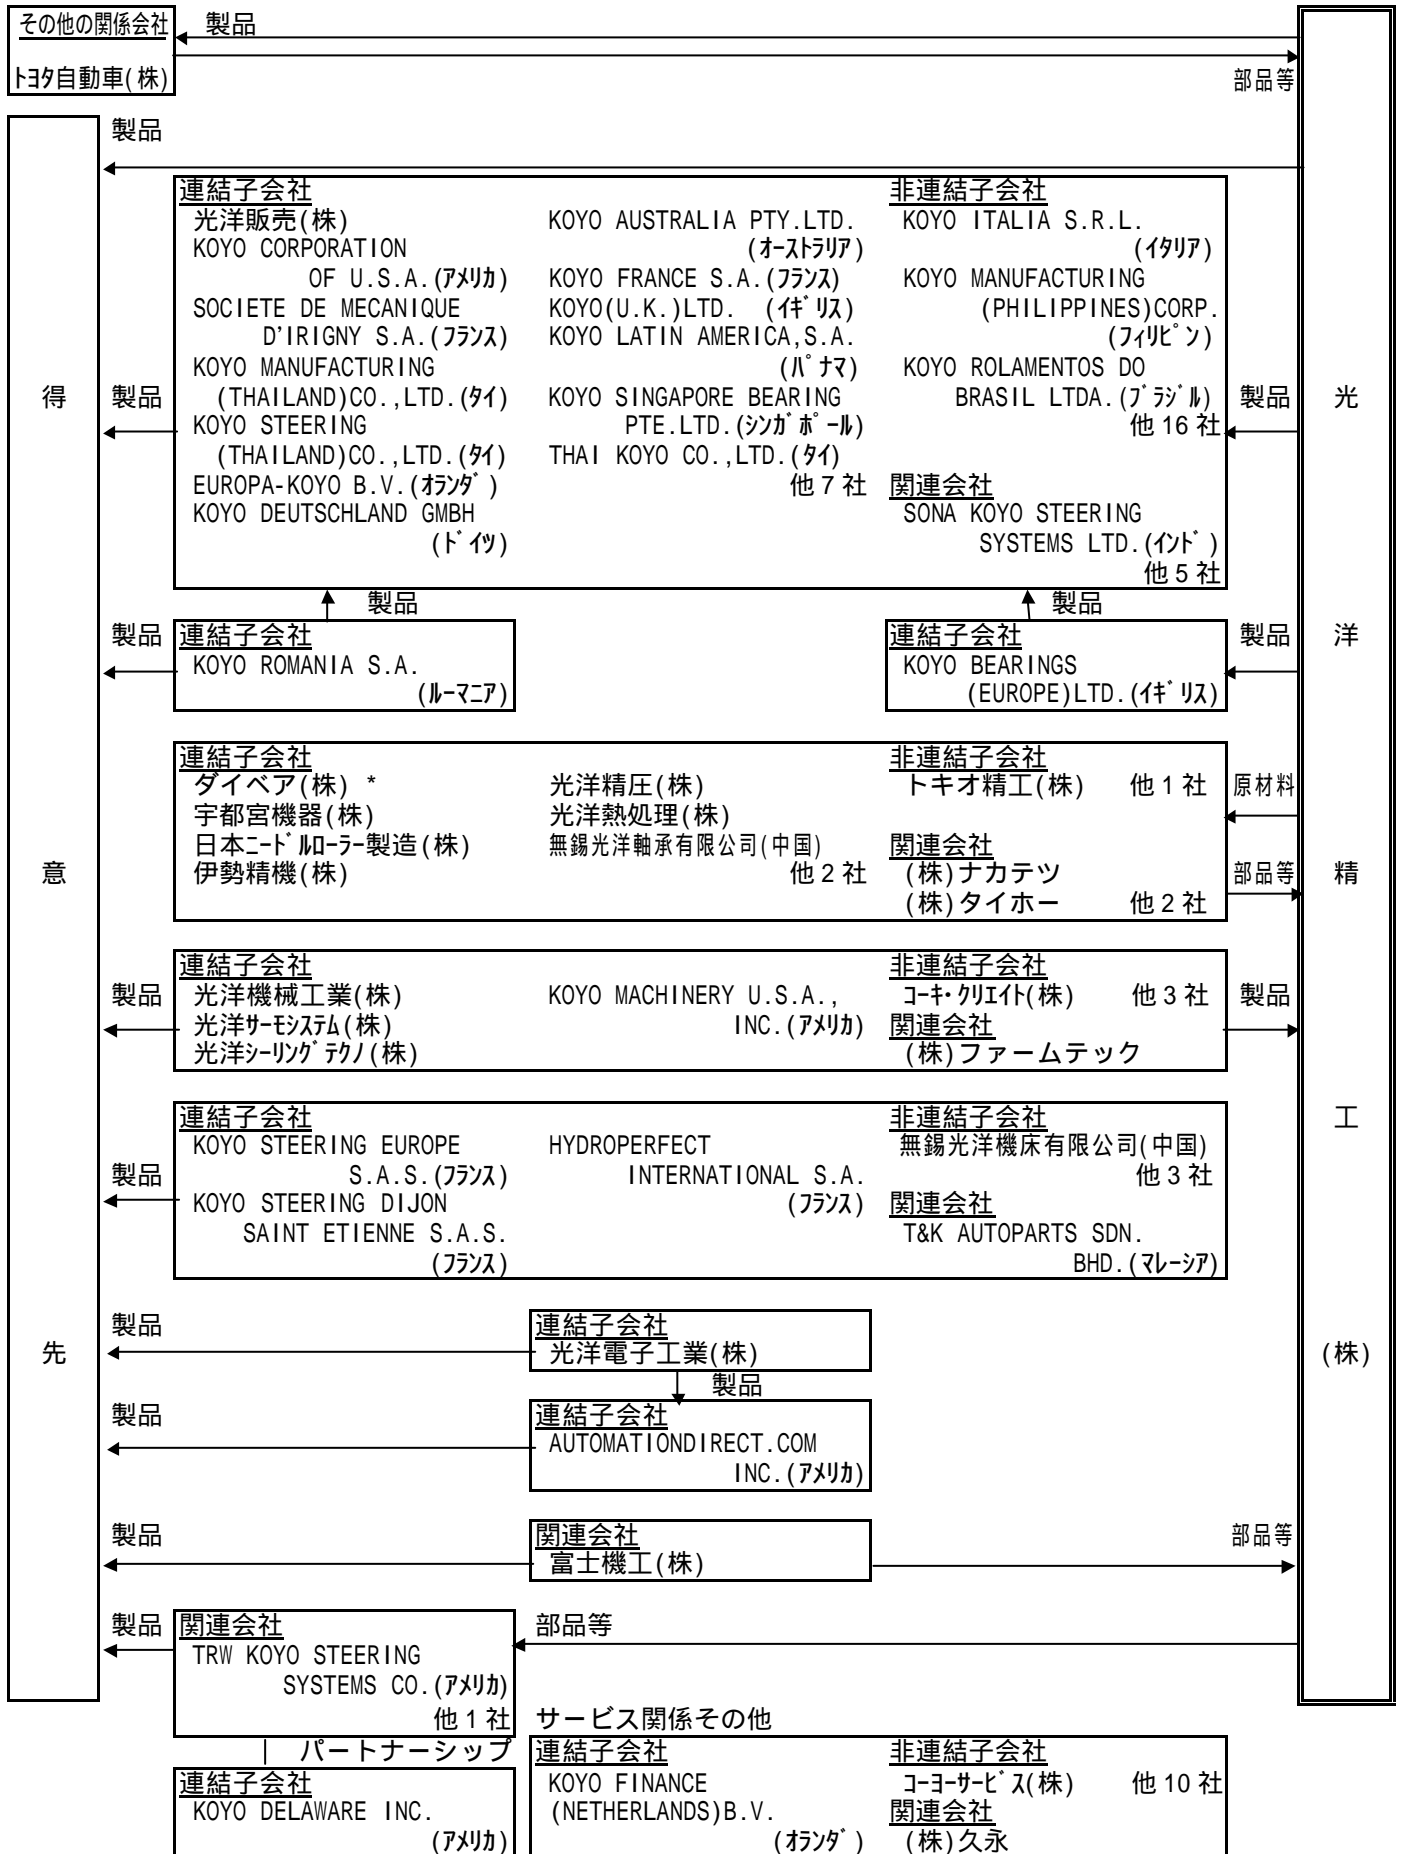 その他の関係会社
製品
トヨタ自動車(株)
部品等
製品
連結子会社
光洋販売(株)
KOYO CORPORATION
OF U.S.A.(アメリカ)
SOCIETE DE MECANIQUE
D'IRIGNY S.A.(フランス)
KOYO MANUFACTURING
(THAILAND)CO.,LTD.(タイ)
KOYO STEERING
(THAILAND)CO.,LTD.(タイ)
EUROPA-KOYO B.V.(オランダ)
KOYO DEUTSCHLAND GMBH
(ドイツ)
KOYO AUSTRALIA PTY.LTD.
(オーストラリア)
KOYO FRANCE S.A.(フランス)
KOYO(U.K.)LTD. (イギリス)
KOYO LATIN AMERICA,S.A.
(パナマ)
KOYO SINGAPORE BEARING
PTE.LTD.(シンガポール)
THAI KOYO CO.,LTD.(タイ)
他7社
非連結子会社
KOYO ITALIA S.R.L.
(イタリア)
KOYO MANUFACTURING
(PHILIPPINES)CORP.
(フィリピン)
KOYO ROLAMENTOS DO
BRASIL LTDA.(ブラジル)
他16社
関連会社
SONA KOYO STEERING
SYSTEMS LTD.(インド)
他5社
製品
製品
製品
製品
製品
連結子会社
KOYO ROMANIA S.A.
(ルーマニア)
連結子会社
KOYO BEARINGS
(EUROPE)LTD.(イギリス)
製品
連結子会社
ダイベア(株) *
宇都宮機器(株)
日本ニードルローラー製造(株)
伊勢精機(株)
光洋精圧(株)
光洋熱処理(株)
無錫光洋軸承有限公司(中国)
他2社
非連結子会社
トキオ精工(株) 他1社
関連会社
(株)ナカテツ
(株)タイホー 他2社
原材料
部品等
製品
連結子会社
光洋機械工業(株)
光洋サーモシステム(株)
光洋シーリングテクノ(株)
KOYO MACHINERY U.S.A.,
INC.(アメリカ)
非連結子会社
コーキ・クリエイト(株) 他3社
関連会社
(株)ファームテック
製品
製品
連結子会社
KOYO STEERING EUROPE
S.A.S.(フランス)
KOYO STEERING DIJON
SAINT ETIENNE S.A.S.
(フランス)
HYDROPERFECT
INTERNATIONAL S.A.
(フランス)
非連結子会社
無錫光洋機床有限公司(中国)
他3社
関連会社
T&K AUTOPARTS SDN.
BHD.(マレーシア)
製品
連結子会社
光洋電子工業(株)
製品
製品
連結子会社
AUTOMATIONDIRECT.COM
INC.(アメリカ)
製品
関連会社
富士機工(株)
部品等
製品
関連会社
TRW KOYO STEERING
SYSTEMS CO.(アメリカ)
他1社
部品等
パートナーシップ
連結子会社
KOYO DELAWARE INC.
(アメリカ)
サービス関係その他
連結子会社
KOYO FINANCE
(NETHERLANDS)B.V.
(オランダ)
非連結子会社
コーヨーサービス(株) 他10社
関連会社
(株)久永
得
意
先
光
洋
精
工
(株)